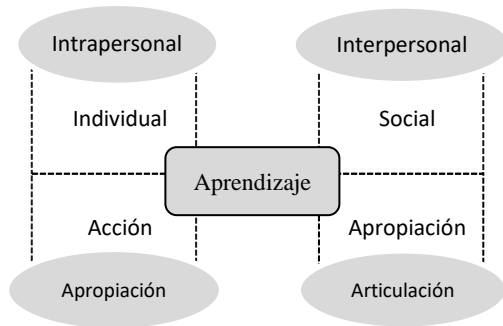 Intrapersonal
Interpersonal
Individual
Social
Aprendizaje
Acción
Apropiación
Apropiación
Articulación